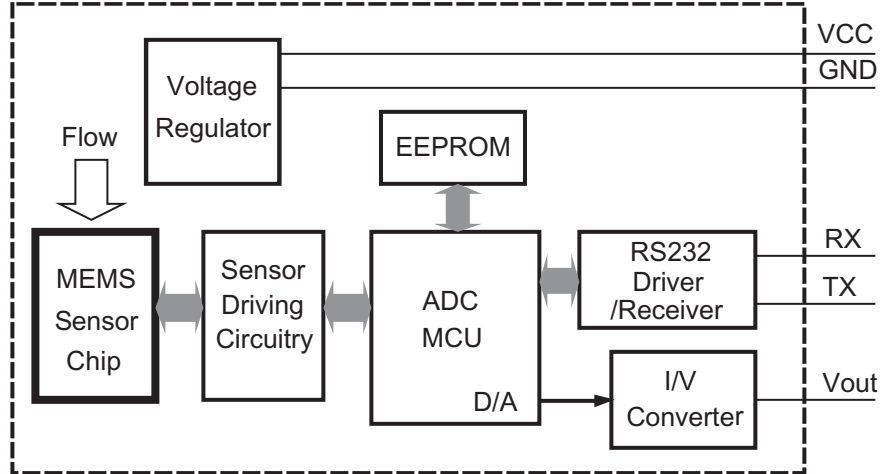 VCC
GND
Voltage
Regulator
Flow
EEPROM
MEMS
Sensor
Chip
Sensor
Driving
Circuitry
ADC
MCU
D/A
RS232
Driver
/Receiver
RX
TX
I/V
Converter
Vout